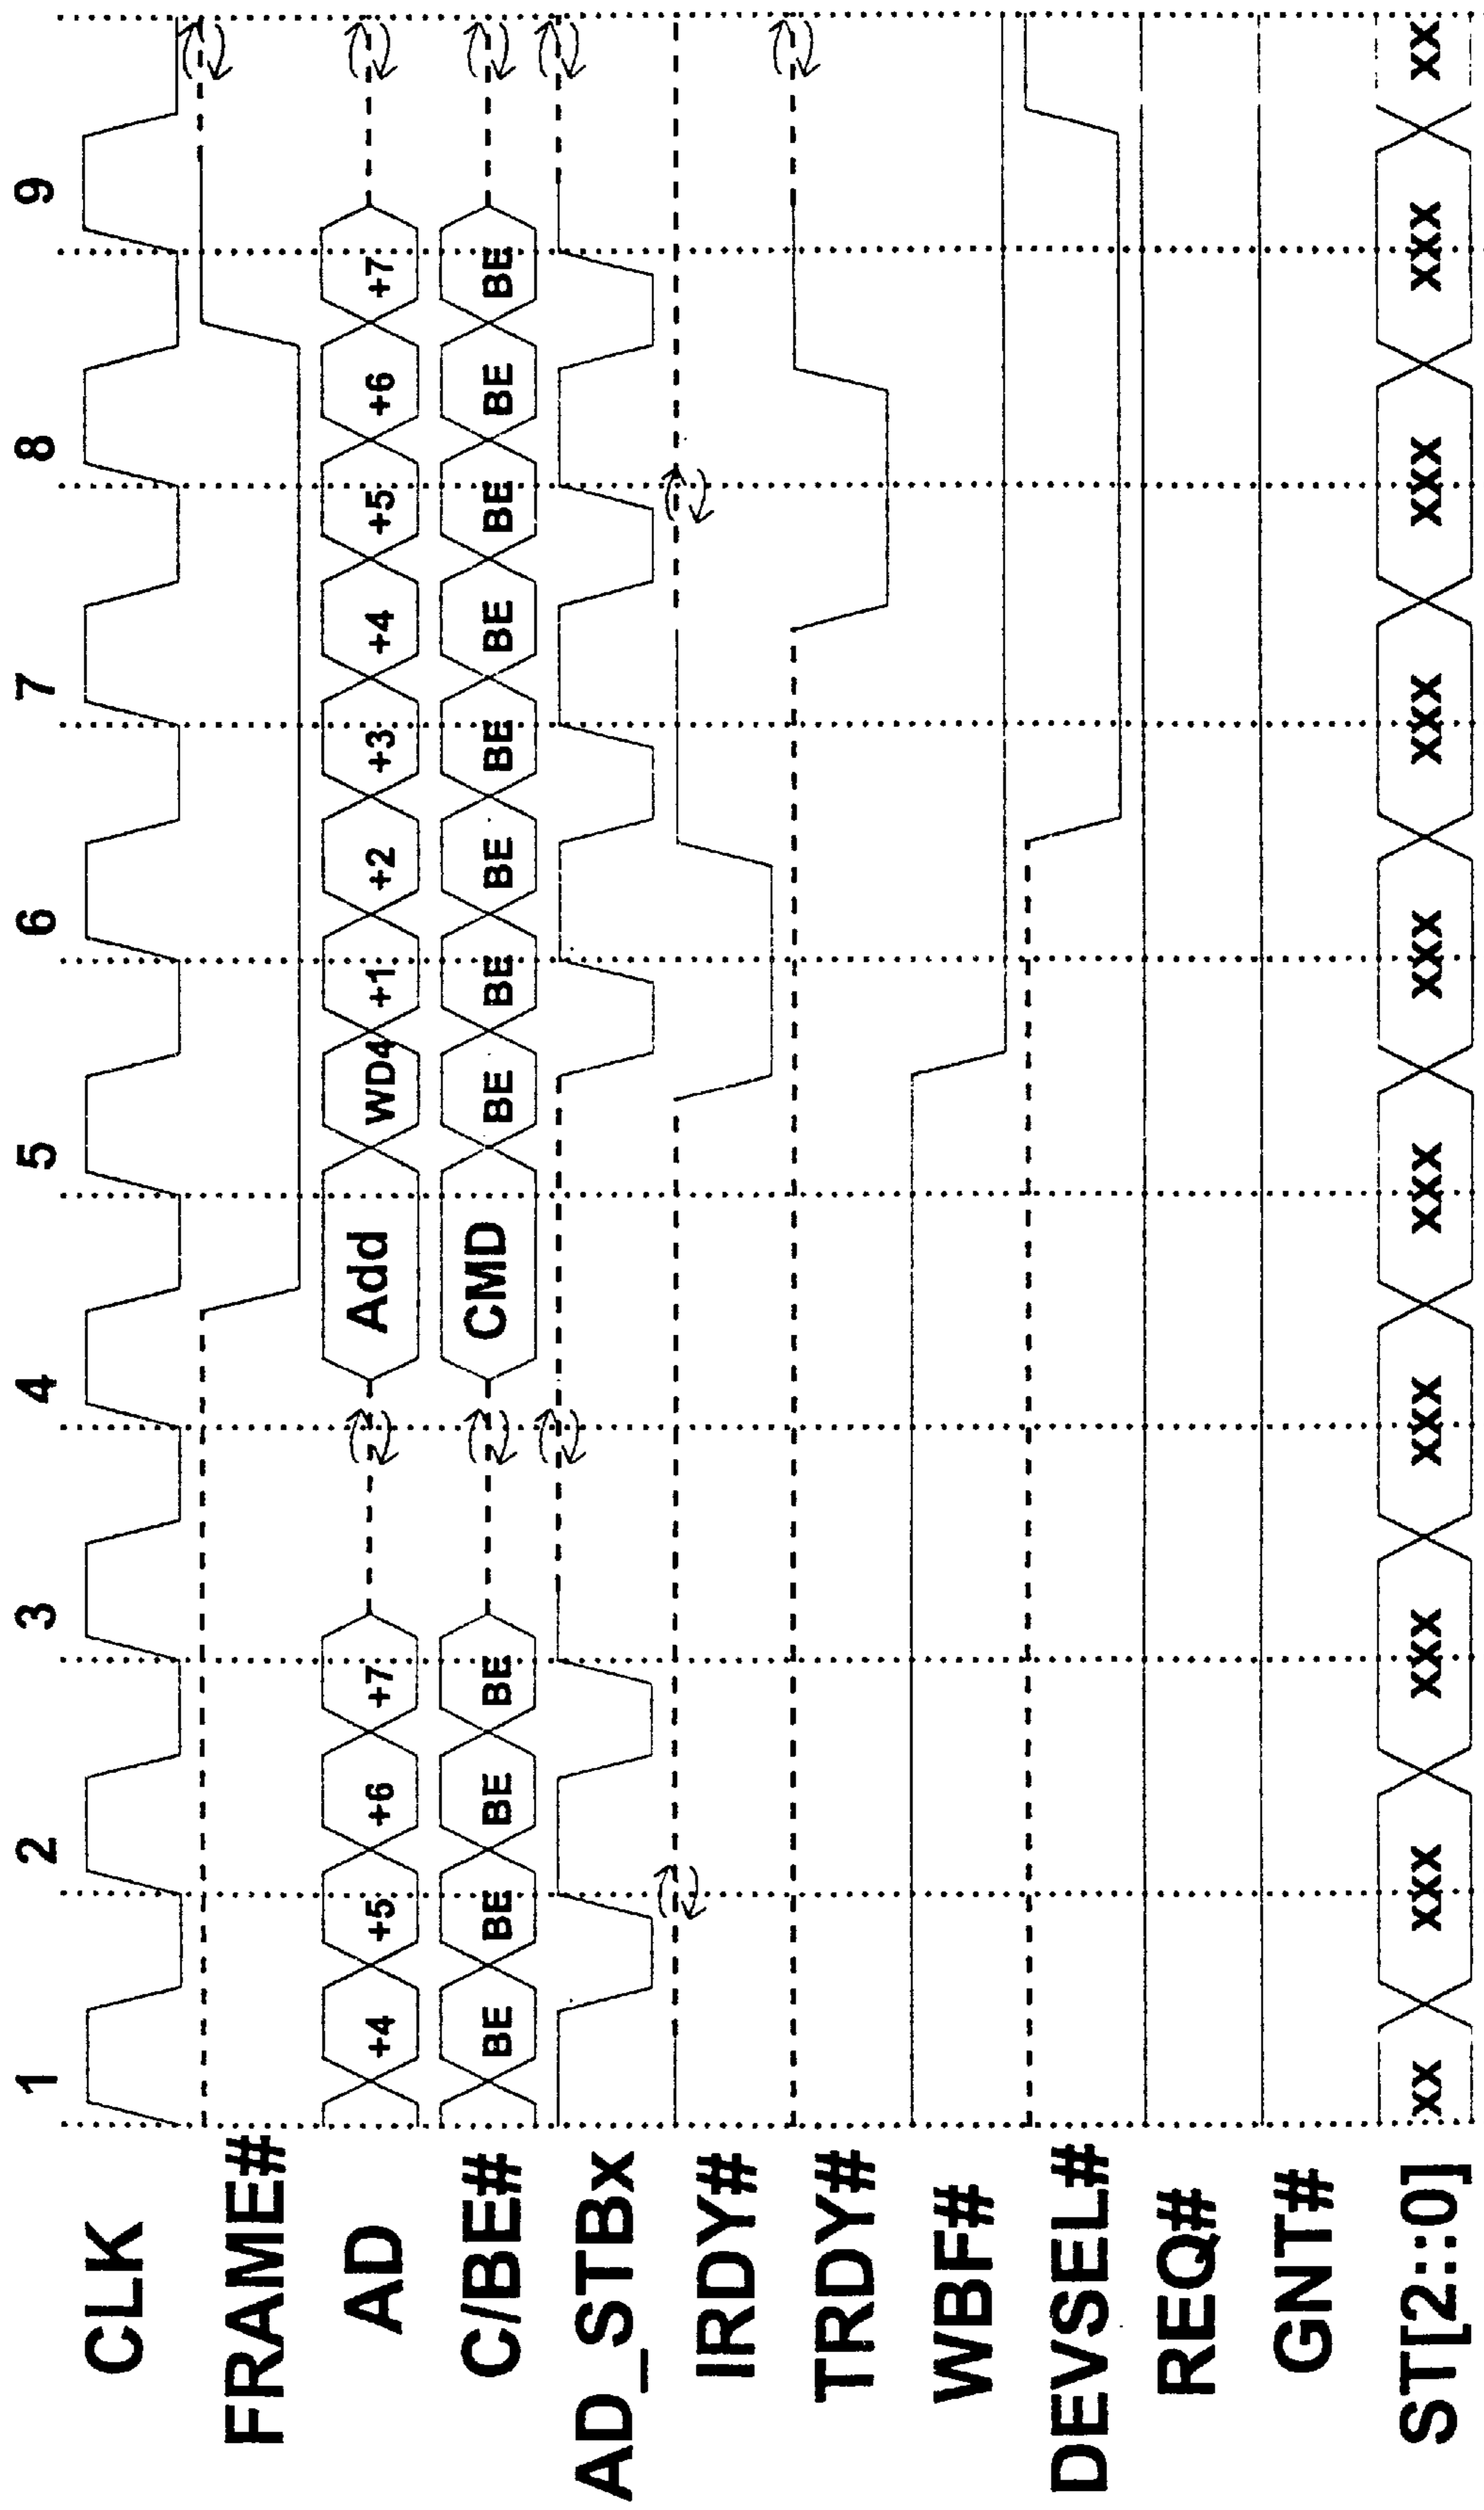 1 2 3 4 5 6 7 8 9
CLK
FRAME#
AD +4 +5 +6 +7 Add WD4 +1 +2 +3 +4 +5 +6 +7
C/BE# BE BE BE BE CMD BE BE BE BE BE BE BE BE
AD_STBx
IRDY#
TRDY#
WBF#
DEVSEL#
REQ#
GNT#
ST[2::0] xx xxx xxx xxx xxx xxx xxx xxx xxx xxx xx